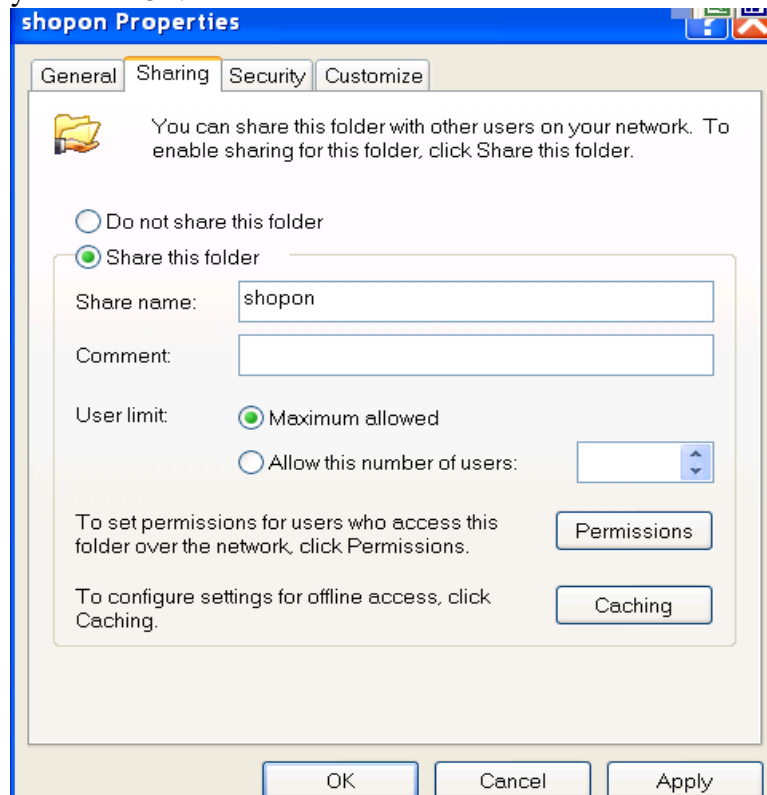 shopon Properties
General Sharing Security Customize
You can share this folder with other users on your network. To
enable sharing for this folder, click Share this folder.
Do not share this folder
Share this folder
Share name: shopon
Comment:
User limit: Maximum allowed
Allow this number of users:
To set permissions for users who access this
folder over the network, click Permissions.
Permissions
To configure settings for offline access, click
Caching.
Caching
OK Cancel Apply